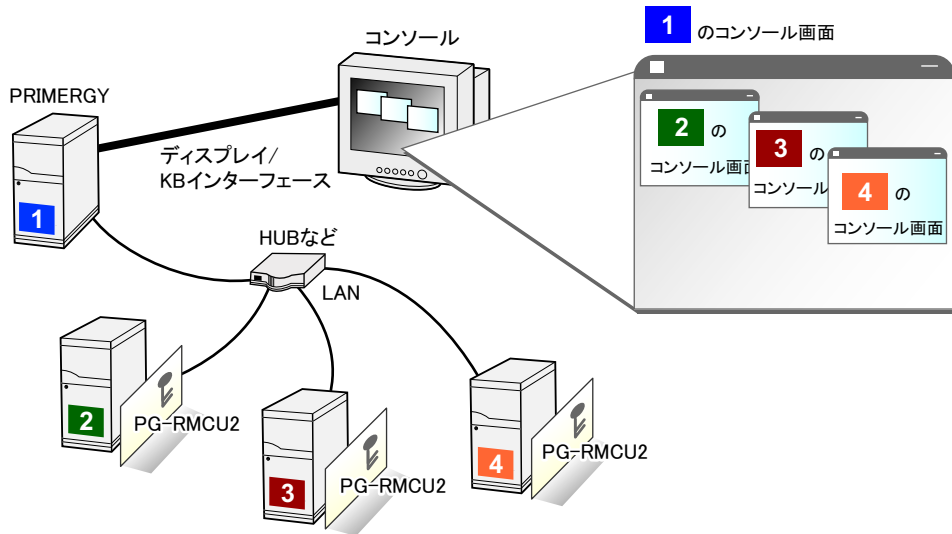 1 のコンソール画面
コンソール
PRIMERGY
2 の
コンソール画面
3 の
コンソール
4 の
コンソール画面
ディスプレイ/
KBインターフェース
1
HUBなど
LAN
2
PG-RMCU2
3
PG-RMCU2
4
PG-RMCU2